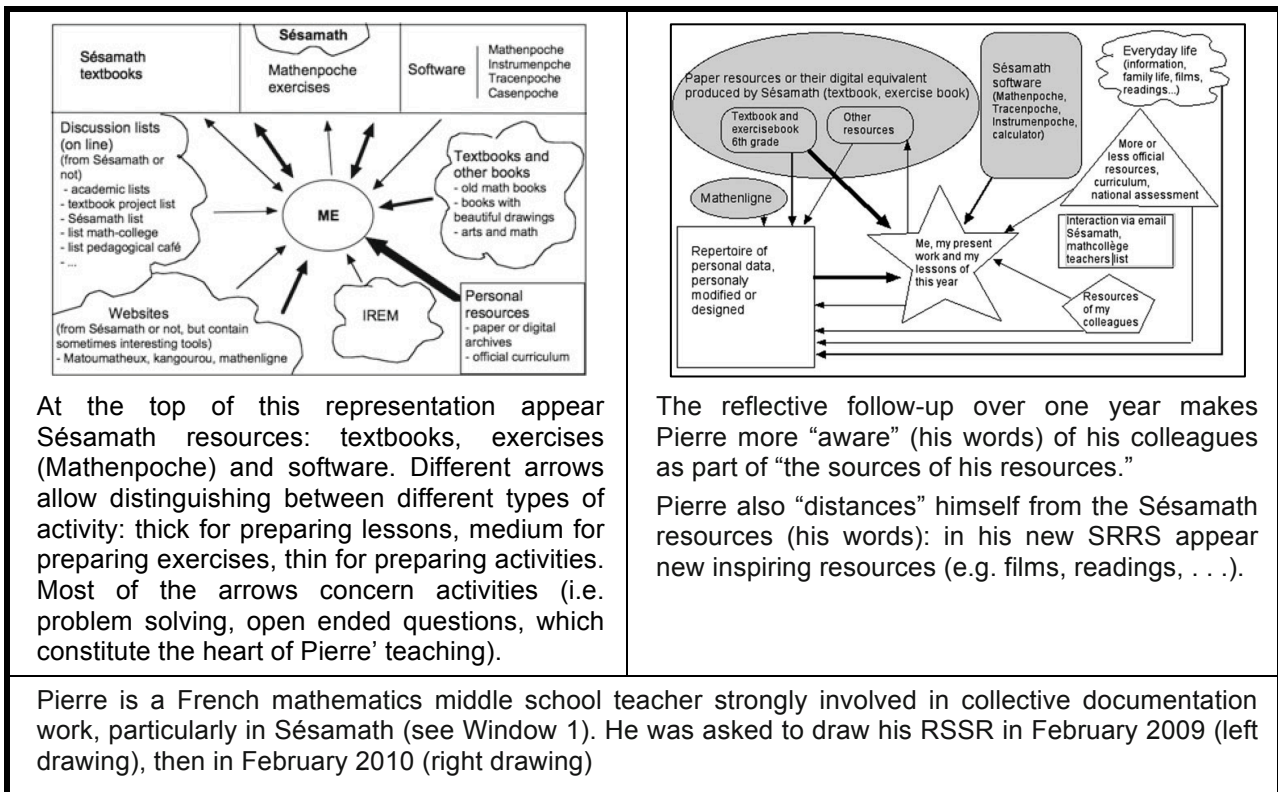 Sésamath
textbooks
Sésamath
Mathenpoche
exercises
Software
Mathenpoche
Instrumenpche
Tracenpoche
Casenpoche
Discussion lists
(on line)
(from Sésamath or
not)
- academic lists
- textbook project list
- Sésamath list
- list math-college
- list pedagogical café
- ...
ME
Textbooks and
other books
- old math books
- books with
beautiful drawings
- arts and math
Websites
(from Sésamath or not, but contain
sometimes interesting tools)
- Matoumatheux, kangourou, mathenligne
IREM
Personal
resources
- paper or digital
archives
- official curriculum
At the top of this representation appear
Sésamath resources: textbooks, exercises
(Mathenpoche) and software. Different arrows
allow distinguishing between different types of
activity: thick for preparing lessons, medium for
preparing exercises, thin for preparing activities.
Most of the arrows concern activities (i.e.
problem solving, open ended questions, which
constitute the heart of Pierre’ teaching).
Paper resources or their digital equivalent
produced by Sésamath (textbook, exercise book)
Textbook and
exercisebook
6th grade
Other
resources
Sésamath
software
(Mathenpoche,
Tracenpoche,
Instrumenpoche,
calculator)
Everyday life
(information,
family life, films,
readings...)
More or
less official
resources,
curriculum,
national assessment
Mathenligne
Interaction via email
Sésamath,
mathcollège
teachers list
Repertoire of
personal data,
personaly
modified or
designed
Me, my present
work and my
lessons of
this year
Resources
of my
colleagues
The reflective follow-up over one year makes
Pierre more “aware” (his words) of his colleagues
as part of “the sources of his resources.”
Pierre also “distances” himself from the Sésamath
resources (his words): in his new SRRS appear
new inspiring resources (e.g. films, readings, . . .).
Pierre is a French mathematics middle school teacher strongly involved in collective documentation
work, particularly in Sésamath (see Window 1). He was asked to draw his RSSR in February 2009 (left
drawing), then in February 2010 (right drawing)